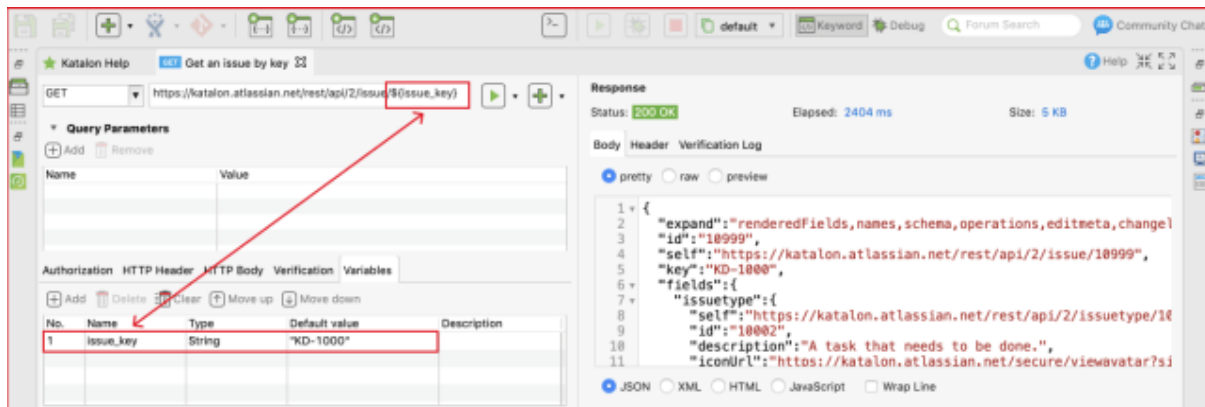 default
Keyword
Debug
Forum Search
Community Chat
Katalon Help
GET Get an issue by key
Help
GET
https://katalon.atlassian.net/rest/api/2/issue/${issue_key}
Query Parameters
Add Remove
Name Value
Authorization HTTP Header HTTP Body Verification Variables
Add Delete Clear Move up Move down
No. Name Type Default value Description
1 issue_key String "KD-1000"
Response
Status: 200 OK Elapsed: 2404 ms Size: 5 KB
Body Header Verification Log
pretty raw preview
1 {
2 "expand":"renderedFields,names,schema,operations,editmeta,changel
3 "id":"10999",
4 "self":"https://katalon.atlassian.net/rest/api/2/issue/10999",
5 "key":"KD-1000",
6 "fields":{
7 "issuetype":{
8 "self":"https://katalon.atlassian.net/rest/api/2/issuetype/10
9 "id":"10002",
10 "description":"A task that needs to be done.",
11 "iconUrl":"https://katalon.atlassian.net/secure/viewavatar?si
JSON XML HTML JavaScript Wrap Line